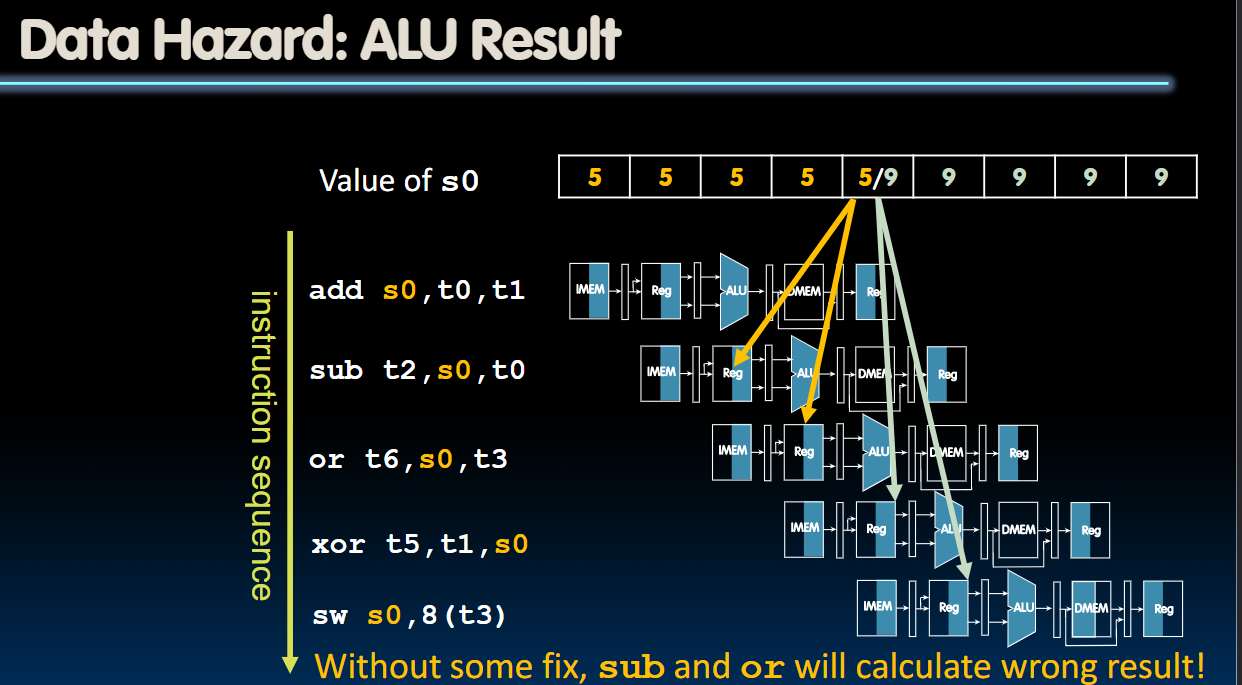 Data Hazard: ALU Result
Value of s0
5 5 5 5 5/9 9 9 9 9
instruction sequence
add s0,t0,t1
IMEM Reg ALU DMEM Reg
sub t2,s0,t0
IMEM Reg ALU DMEM Reg
or t6,s0,t3
IMEM Reg ALU DMEM Reg
xor t5,t1,s0
IMEM Reg ALU DMEM Reg
sw s0,8(t3)
IMEM Reg ALU DMEM Reg
Without some fix, sub and or will calculate wrong result!